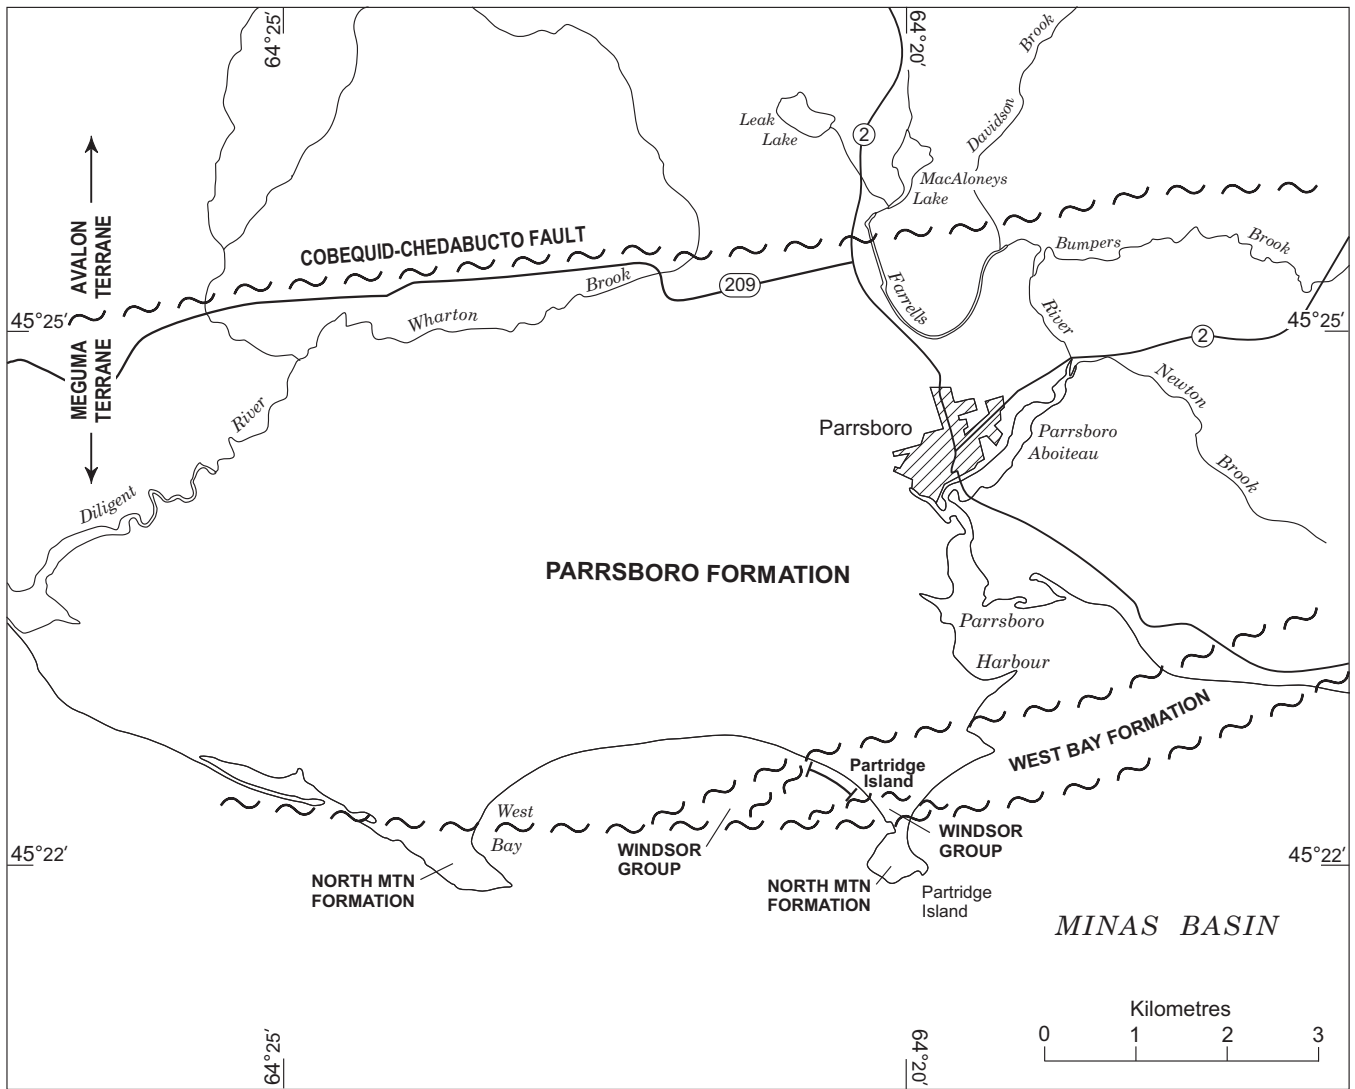 64°25′
64°20′
Brook
Davidson
Leak
Lake
2
MacAloneys
Lake
AVALON
TERRANE
COBEQUID-CHEDABUCTO FAULT
Bumpers
Brook
Brook
209
Farrells
Wharton
River
45°25′
45°25′
2
MEGUMA
TERRANE
River
Newton
Parrsboro
Parrsboro
Aboiteau
Brook
Diligent
PARRSBORO FORMATION
Parrsboro
Harbour
WEST BAY FORMATION
Partridge
Island
West
Bay
WINDSOR
GROUP
WINDSOR
GROUP
45°22′
45°22′
NORTH MTN
FORMATION
NORTH MTN
FORMATION
Partridge
Island
MINAS BASIN
Kilometres
0 1 2 3
64°25′
64°20′